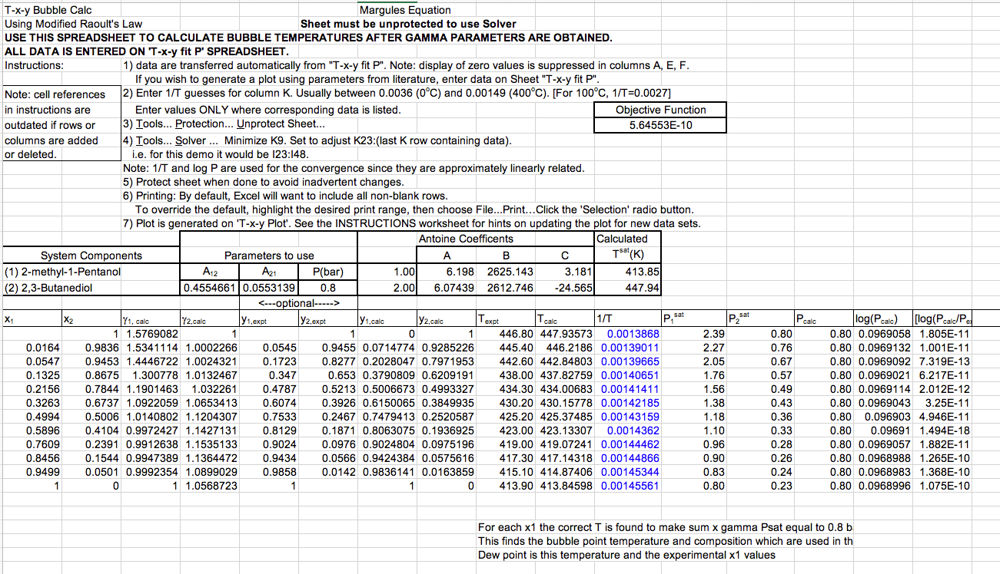 T-x-y Bubble Calc Margules Equation
Using Modified Raoult's Law Sheet must be unprotected to use Solver
USE THIS SPREADSHEET TO CALCULATE BUBBLE TEMPERATURES AFTER GAMMA PARAMETERS ARE OBTAINED.
ALL DATA IS ENTERED ON 'T-x-y fit P' SPREADSHEET.
Instructions: 1) data are transferred automatically from "T-x-y fit P". Note: display of zero values is suppressed in columns A, E, F.
If you wish to generate a plot using parameters from literature, enter data on Sheet "T-x-y fit P".
Note: cell references 2) Enter 1/T guesses for column K. Usually between 0.0036 (0°C) and 0.00149 (400°C). [For 100°C, 1/T=0.0027]
in instructions are Enter values ONLY where corresponding data is listed. Objective Function
outdated if rows or 3) Tools... Protection... Unprotect Sheet... 5.64553E-10
columns are added 4) Tools... Solver ... Minimize K9. Set to adjust K23:(last K row containing data).
or deleted. i.e. for this demo it would be I23:I48.
Note: 1/T and log P are used for the convergence since they are approximately linearly related.
5) Protect sheet when done to avoid inadvertent changes.
6) Printing: By default, Excel will want to include all non-blank rows.
To override the default, highlight the desired print range, then choose File...Print...Click the 'Selection' radio button.
7) Plot is generated on 'T-x-y Plot'. See the INSTRUCTIONS worksheet for hints on updating the plot for new data sets.
Antoine Coefficents Calculated
System Components Parameters to use A B C Tsat(K)
(1) 2-methyl-1-Pentanol A12 A21 P(bar) 1.00 6.198 2625.143 3.181 413.85
(2) 2,3-Butanediol 0.4554661 0.0553139 0.8 2.00 6.07439 2612.746 -24.565 447.94
<---optional----->
x1 x2 γ1, calc γ2,calc y1,expt y2,expt y1,calc y2,calc Texpt Tcalc 1/T P1sat P2sat Pcalc log(Pcalc) [log(Pcalc/Pe
1 1.5769082 1 1 0 1 446.80 447.93573 0.0013868 2.39 0.80 0.80 0.0969058 1.805E-11
0.0164 0.9836 1.5341114 1.0002266 0.0545 0.9455 0.0714774 0.9285226 445.40 446.2186 0.00139011 2.27 0.76 0.80 0.0969132 1.001E-11
0.0547 0.9453 1.4446722 1.0024321 0.1723 0.8277 0.2028047 0.7971953 442.60 442.84803 0.00139665 2.05 0.67 0.80 0.0969092 7.319E-13
0.1325 0.8675 1.300778 1.0132467 0.347 0.653 0.3790809 0.6209191 438.00 437.82759 0.00140651 1.76 0.57 0.80 0.0969021 6.217E-11
0.2156 0.7844 1.1901463 1.032261 0.4787 0.5213 0.5006673 0.4993327 434.30 434.00683 0.00141411 1.56 0.49 0.80 0.0969114 2.012E-12
0.3263 0.6737 1.0922059 1.0653413 0.6074 0.3926 0.6150065 0.3849935 430.20 430.15778 0.00142185 1.38 0.43 0.80 0.0969043 3.25E-11
0.4994 0.5006 1.0140802 1.1204307 0.7533 0.2467 0.7479413 0.2520587 425.20 425.37485 0.00143159 1.18 0.36 0.80 0.096903 4.946E-11
0.5896 0.4104 0.9972427 1.1427131 0.8129 0.1871 0.8063075 0.1936925 423.00 423.13307 0.0014362 1.10 0.33 0.80 0.09691 1.494E-18
0.7609 0.2391 0.9912638 1.1535133 0.9024 0.0976 0.9024804 0.0975196 419.00 419.07241 0.00144462 0.96 0.28 0.80 0.0969057 1.882E-11
0.8456 0.1544 0.9947389 1.1364472 0.9434 0.0566 0.9424384 0.0575616 417.30 417.14318 0.00144866 0.90 0.26 0.80 0.0968988 1.265E-10
0.9499 0.0501 0.9992354 1.0899029 0.9858 0.0142 0.9836141 0.0163859 415.10 414.87406 0.00145344 0.83 0.24 0.80 0.0968983 1.368E-10
1 0 1 1.0568723 1 1 0 413.90 413.84598 0.00145561 0.80 0.23 0.80 0.0968996 1.075E-10
For each x1 the correct T is found to make sum x gamma Psat equal to 0.8 b
This finds the bubble point temperature and composition which are used in th
Dew point is this temperature and the experimental x1 values